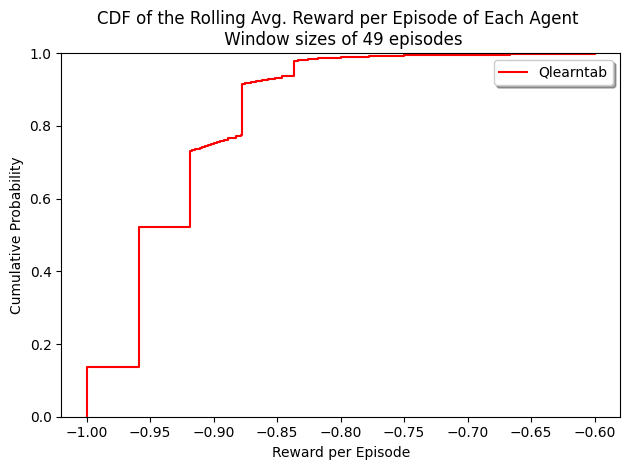 CDF of the Rolling Avg. Reward per Episode of Each Agent
Window sizes of 49 episodes
Qlearntab
1.0
0.8
0.6
0.4
0.2
0.0
Cumulative Probability
−1.00 −0.95 −0.90 −0.85 −0.80 −0.75 −0.70 −0.65 −0.60
Reward per Episode